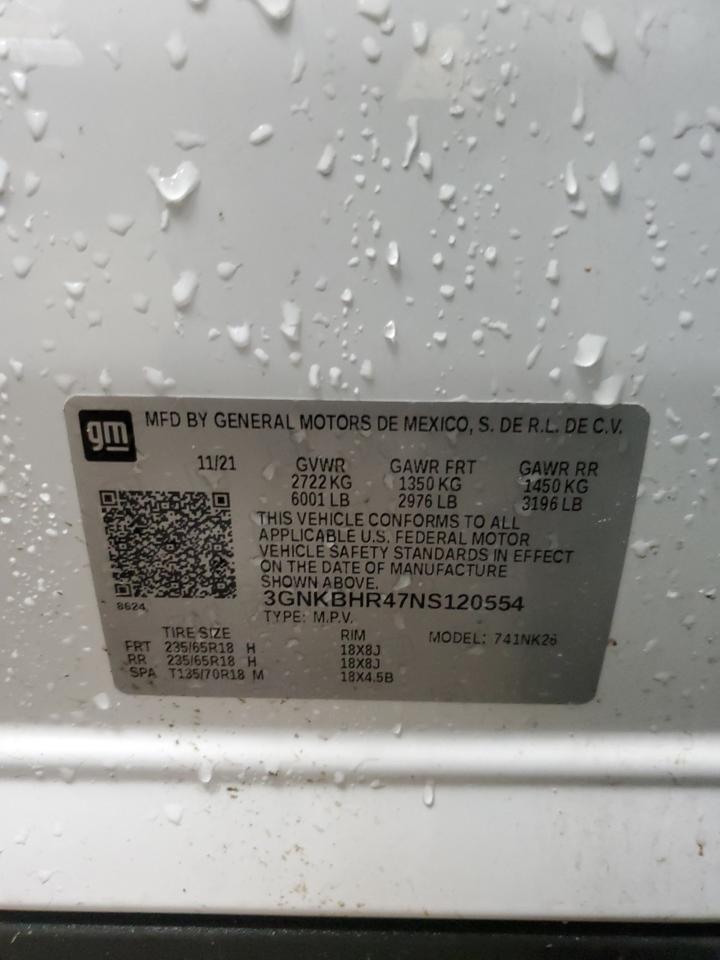 gm MFD BY GENERAL MOTORS DE MEXICO, S. DE R.L. DE C.V.
11/21 GVWR GAWR FRT GAWR RR
2722 KG 1350 KG 1450 KG
6001 LB 2976 LB 3196 LB
THIS VEHICLE CONFORMS TO ALL
APPLICABLE U.S. FEDERAL MOTOR
VEHICLE SAFETY STANDARDS IN EFFECT
ON THE DATE OF MANUFACTURE
SHOWN ABOVE.
8624 3GNKBHR47NS120554
TYPE: M.P.V.
TIRE SIZE RIM MODEL: 741NK26
FRT 235/65R18 H 18X8J
RR 235/65R18 H 18X8J
SPA T135/70R18 M 18X4.5B